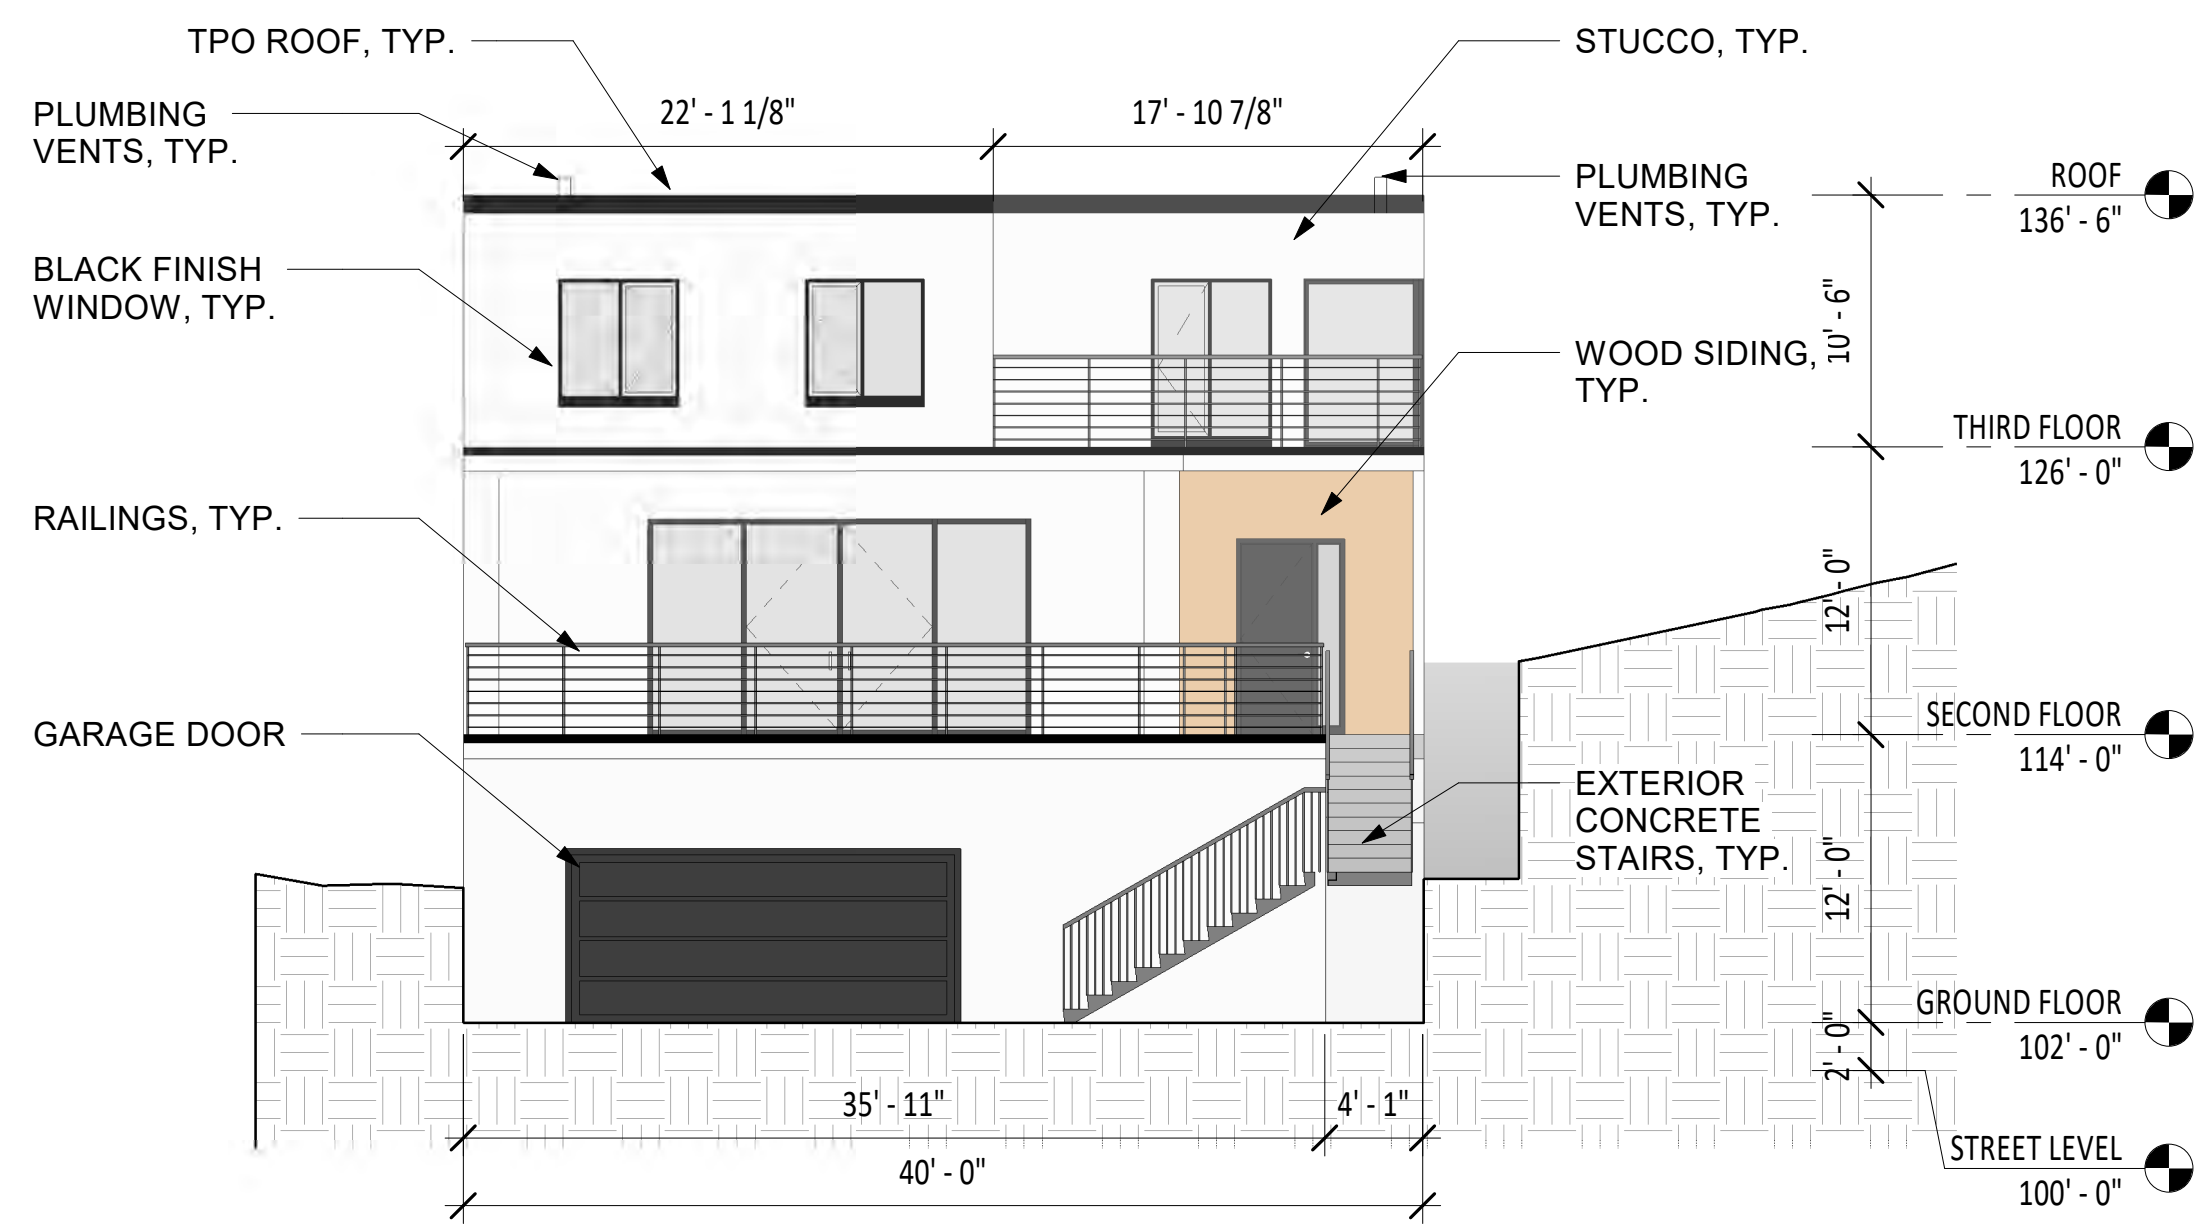 TPO ROOF, TYP.
STUCCO, TYP.
PLUMBING
VENTS, TYP.
22' - 1 1/8"
17' - 10 7/8"
PLUMBING
VENTS, TYP.
ROOF
136' - 6"
BLACK FINISH
WINDOW, TYP.
10' - 6"
WOOD SIDING,
TYP.
THIRD FLOOR
126' - 0"
RAILINGS, TYP.
12' - 0"
GARAGE DOOR
SECOND FLOOR
114' - 0"
EXTERIOR
CONCRETE
STAIRS, TYP.
12' - 0"
GROUND FLOOR
102' - 0"
2' - 0"
35' - 11"
4' - 1"
40' - 0"
STREET LEVEL
100' - 0"